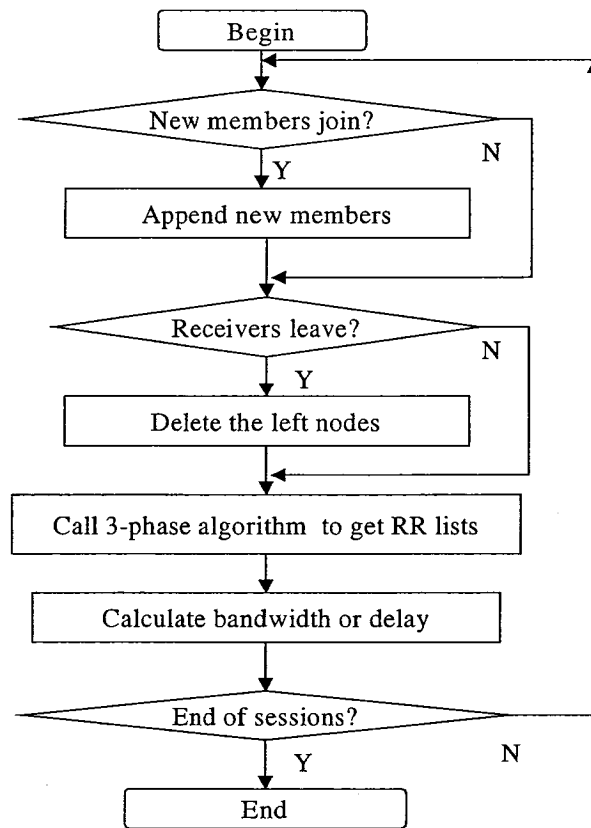 Begin
New members join?
N
Y
Append new members
Receivers leave?
N
Y
Delete the left nodes
Call 3-phase algorithm to get RR lists
Calculate bandwidth or delay
End of sessions?
Y
N
End